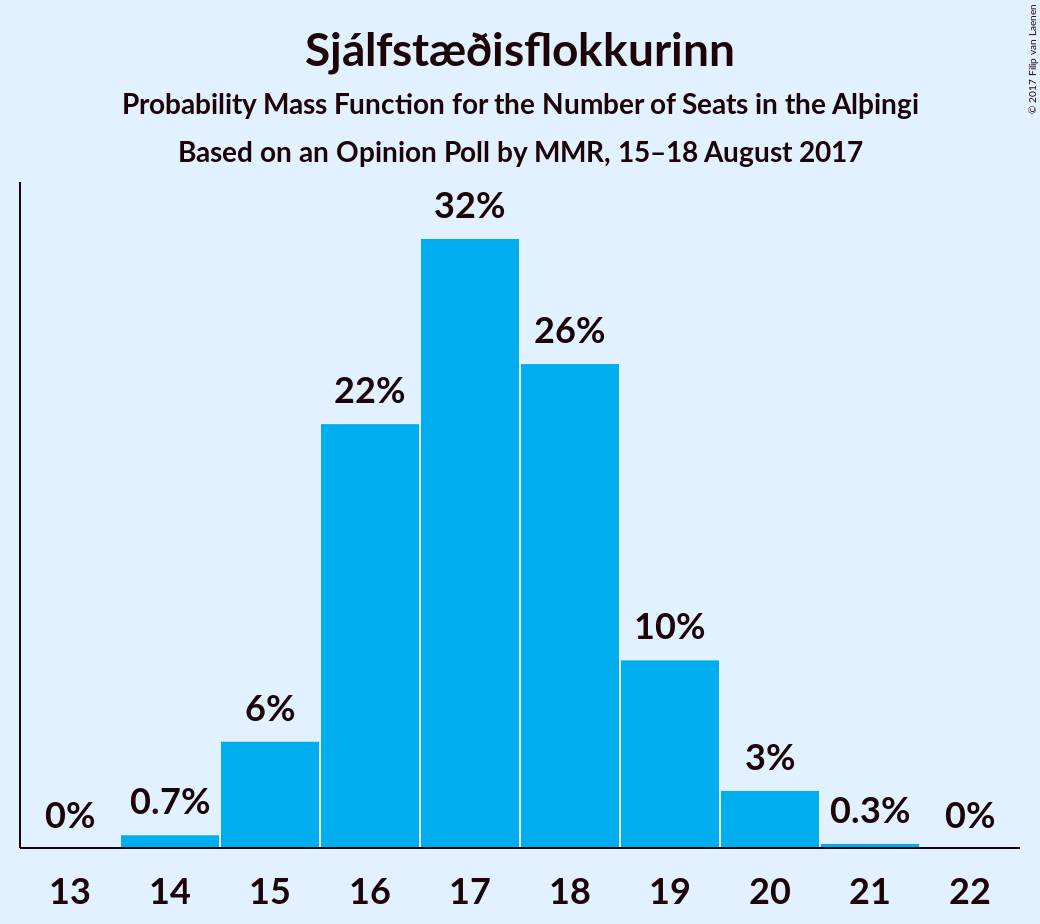 Sjálfstæðisflokkurinn
Probability Mass Function for the Number of Seats in the Alþingi
Based on an Opinion Poll by MMR, 15–18 August 2017
© 2017 Filip van Laenen
32%
26%
22%
10%
6%
3%
0.7%
0.3%
0%
0%
13 14 15 16 17 18 19 20 21 22